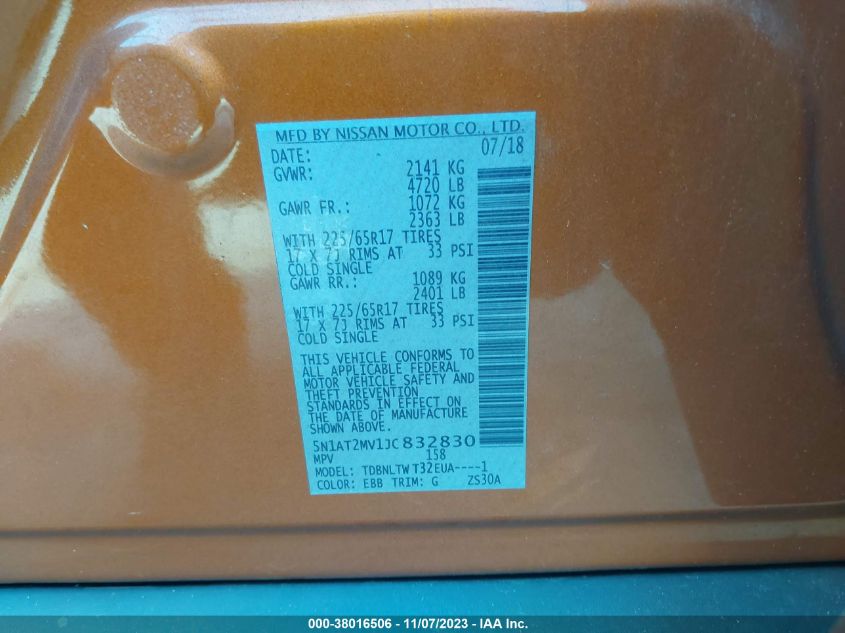 MFD BY NISSAN MOTOR CO., LTD.
DATE: 07/18
GVWR: 2141 KG
4720 LB
GAWR FR.: 1072 KG
2363 LB
WITH 225/65R17 TIRES
17 X 7J RIMS AT 33 PSI
COLD SINGLE
GAWR RR.: 1089 KG
2401 LB
WITH 225/65R17 TIRES
17 X 7J RIMS AT 33 PSI
COLD SINGLE
THIS VEHICLE CONFORMS TO
ALL APPLICABLE FEDERAL
MOTOR VEHICLE SAFETY AND
THEFT PREVENTION
STANDARDS IN EFFECT ON
THE DATE OF MANUFACTURE
SHOWN ABOVE.
5N1AT2MV1JC832830
MPV 158
MODEL: TDBNLTW T32EUA----1
COLOR: EBB TRIM: G ZS30A
000-38016506 - 11/07/2023 - IAA Inc.